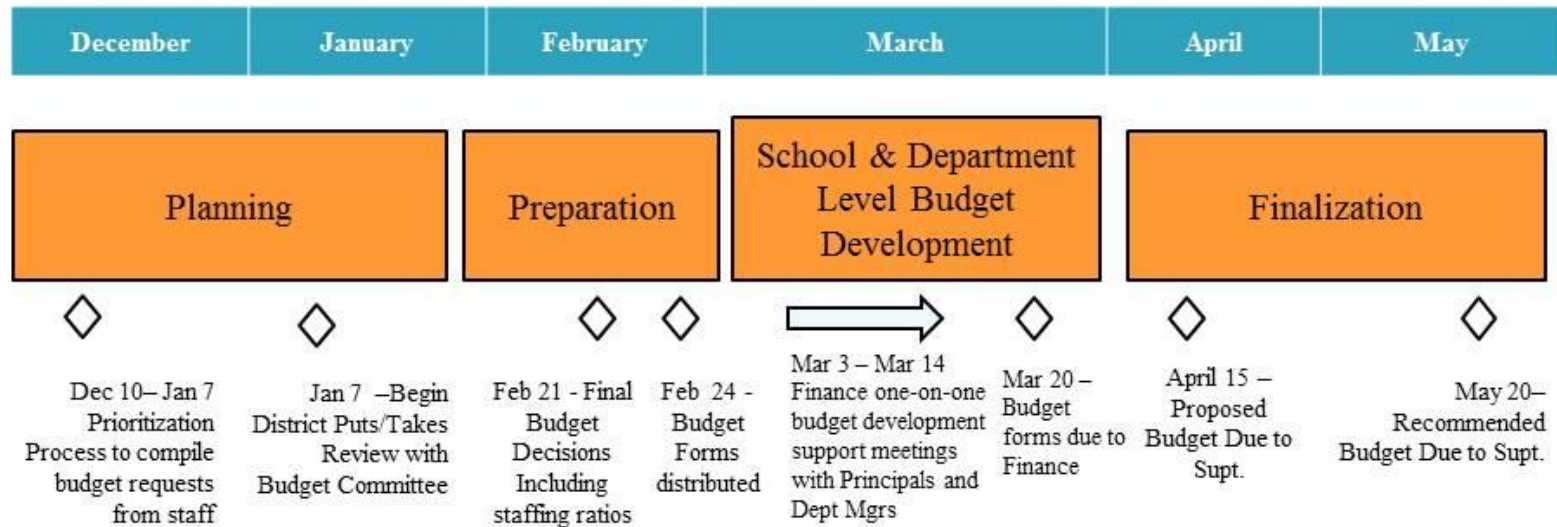 December
January
February
March
April
May
Planning
Preparation
School & Department
Level Budget
Development
Finalization
Dec 10– Jan 7
Prioritization
Process to compile
budget requests
from staff
Jan 7 –Begin
District Puts/Takes
Review with
Budget Committee
Feb 21 - Final
Budget
Decisions
Including
staffing ratios
Feb 24 -
Budget
Forms
distributed
Mar 3 – Mar 14
Finance one-on-one
budget development
support meetings
with Principals and
Dept Mgrs
Mar 20 –
Budget
forms due to
Finance
April 15 –
Proposed
Budget Due to
Supt.
May 20–
Recommended
Budget Due to Supt.